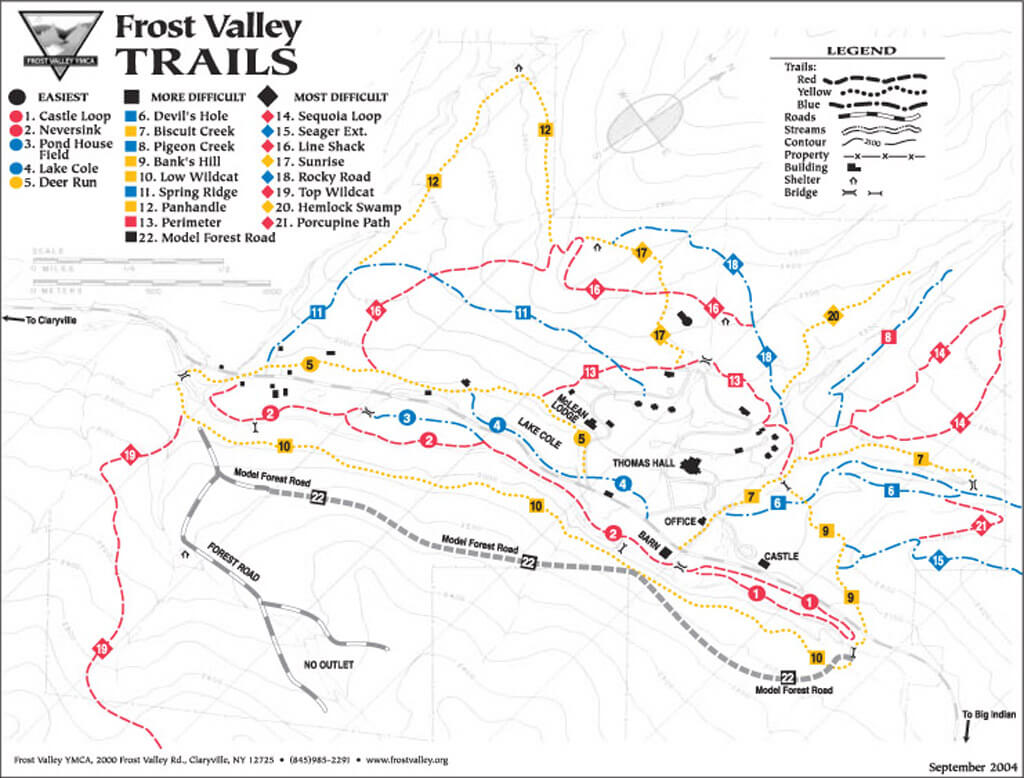 FROST VALLEY YMCA
Frost Valley
TRAILS
EASIEST
1. Castle Loop
2. Neversink
3. Pond House
Field
4. Lake Cole
5. Deer Run
MORE DIFFICULT
6. Devil's Hole
7. Biscuit Creek
8. Pigeon Creek
9. Bank's Hill
10. Low Wildcat
11. Spring Ridge
12. Panhandle
13. Perimeter
22. Model Forest Road
MOST DIFFICULT
14. Sequoia Loop
15. Seager Ext.
16. Line Shack
17. Sunrise
18. Rocky Road
19. Top Wildcat
20. Hemlock Swamp
21. Porcupine Path
LEGEND
Trails:
Red
Yellow
Blue
Roads
Streams
Contour
2100
Property
Building
Shelter
Bridge
SCALE
0 MILES 1/4 1/2
0 METERS
N
S
12
12
17
18
16
16
11
11
16
17
20
8
18
14
13
13
5
14
To Claryville
McLEAN
LODGE
2
3
4
LAKE COLE
2
5
10
19
7
THOMAS HALL
4
6
7
6
Model Forest Road
22
10
OFFICE
21
9
2
BARN
Model Forest Road
22
FOREST ROAD
CASTLE
15
1
1
9
19
NO OUTLET
10
22
Model Forest Road
To Big Indian
Frost Valley YMCA, 2000 Frost Valley Rd., Claryville, NY 12725 • (845)985-2291 • www.frostvalley.org
September 2004